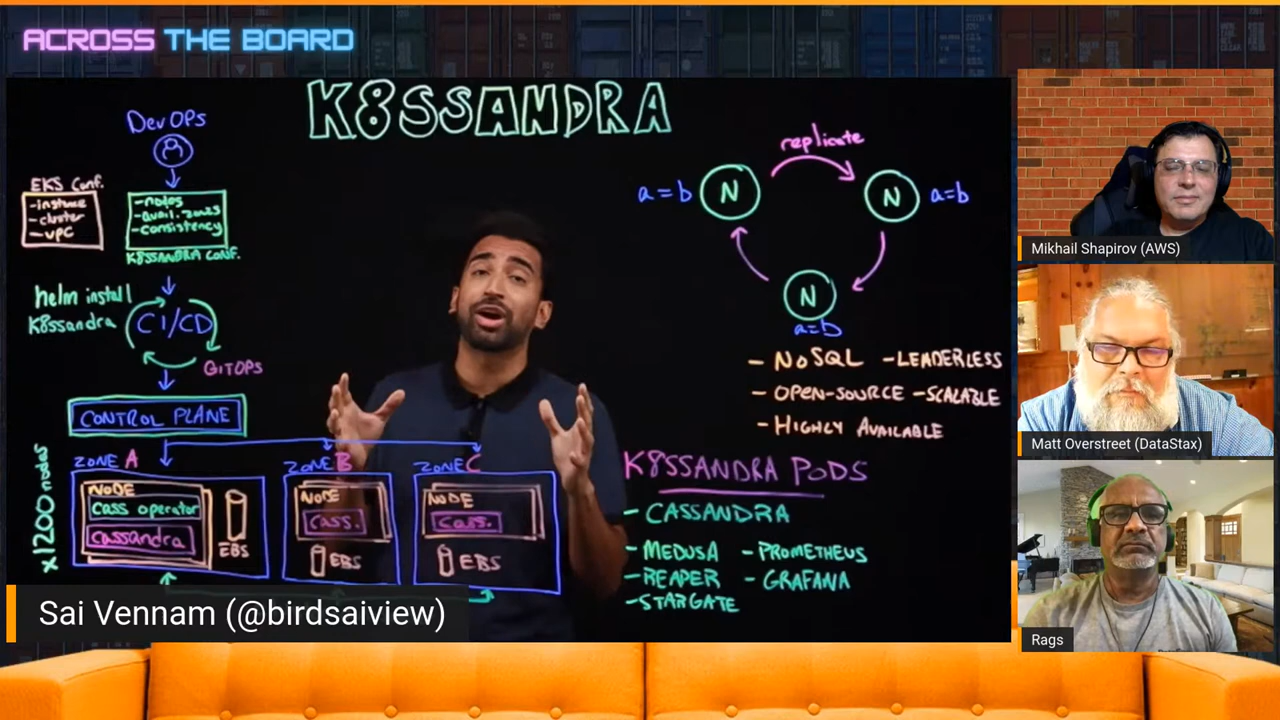 ACROSS THE BOARD
K8SSANDRA
DevOps
EKS Conf.
-instance
-cluster
-VPC
-nodes
-avail. zones
-consistency
K8SSANDRA CONF.
helm install
K8ssandra
CI/CD
GITOPS
CONTROL PLANE
x1200 nodes
ZONE A
NODE
Cass operator
cassandra
EBS
ZONE B
NODE
Cass.
EBS
ZONE C
NODE
Cass.
EBS
replicate
a=b
N
N
a=b
N
a=b
- NoSQL -LEADERLESS
- OPEN-SOURCE -SCALABLE
- HIGHLY AVAILABLE
K8SSANDRA PODS
- CASSANDRA
- MEDUSA - PROMETHEUS
- REAPER - GRAFANA
- STARGATE
Sai Vennam (@birdsaiview)
Mikhail Shapirov (AWS)
Matt Overstreet (DataStax)
Rags